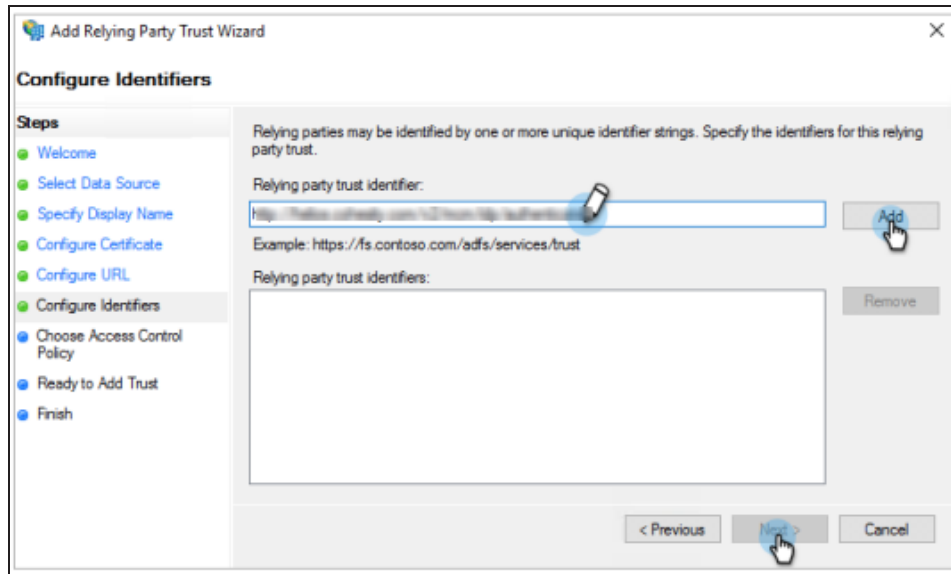 Add Relying Party Trust Wizard
Configure Identifiers
Steps
Welcome
Select Data Source
Specify Display Name
Configure Certificate
Configure URL
Configure Identifiers
Choose Access Control
Policy
Ready to Add Trust
Finish
Relying parties may be identified by one or more unique identifier strings. Specify the identifiers for this relying
party trust.
Relying party trust identifier:
Add
Example: https://fs.contoso.com/adfs/services/trust
Relying party trust identifiers:
Remove
< Previous
Next >
Cancel